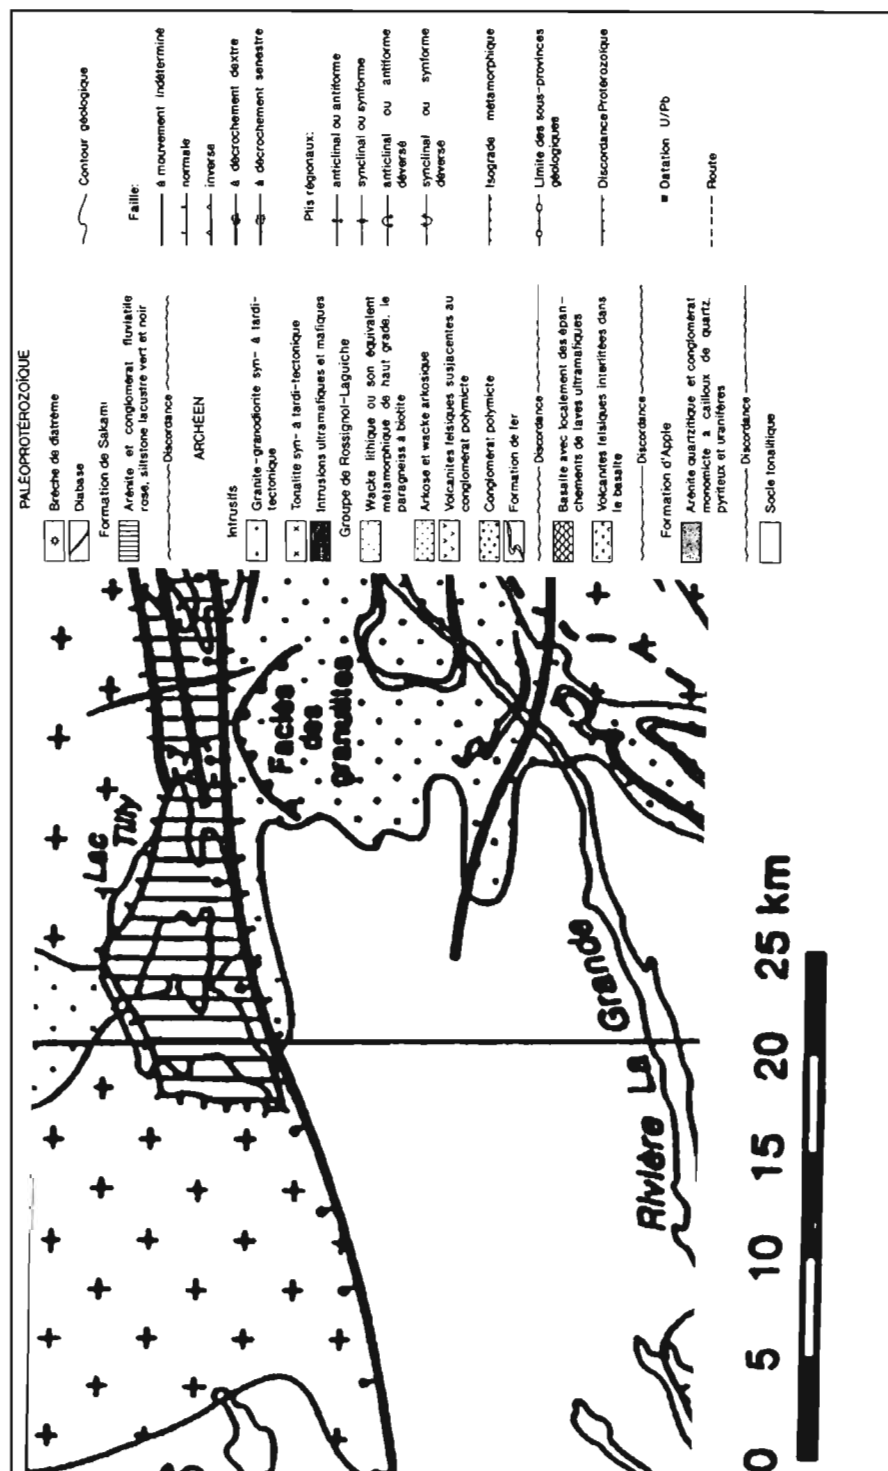 PALÉOPROTÉROZOÏQUE
Brèche de diatrème
Diabase
Formation de Sakami
Arénite et conglomérat fluviatile
rose, siltstone lacustre vert et noir
Discordance
ARCHÉEN
Intrusifs
Granite-granodiorite syn- à tardi-
tectonique
Tonalite syn- à tardi-tectonique
Intrusions ultramafiques et mafiques
Groupe de Rossignol-Laguiche
Wacke lithique ou son équivalent
métamorphique de haut grade, le
paragneiss à biotite
Arkose et wacke arkosique
Volcanites felsiques susjacentes au
conglomérat polymicte
Conglomérat polymicte
Formation de fer
Discordance
Basalte avec localement des épan-
chements de laves ultramafiques
Volcanites felsiques interlitées dans
le basalte
Discordance
Formation d'Apple
Arénite quartzitique et conglomérat
monomicte à cailloux de quartz,
pyriteux et uranifères
Discordance
Socle tonalitique
Contour géologique
Faille:
à mouvement indéterminé
normale
inverse
à décrochement dextre
à décrochement senestre
Plis régionaux:
anticlinal ou antiforme
synclinal ou synforme
anticlinal ou antiforme
déversé
synclinal ou synforme
déversé
Isograde métamorphique
Limite des sous-provinces
géologiques
Discordance Protérozoïque
Datation U/Pb
Route
Lac
Tilly
Faciès
des
granulites
Rivière La Grande
0 5 10 15 20 25 km